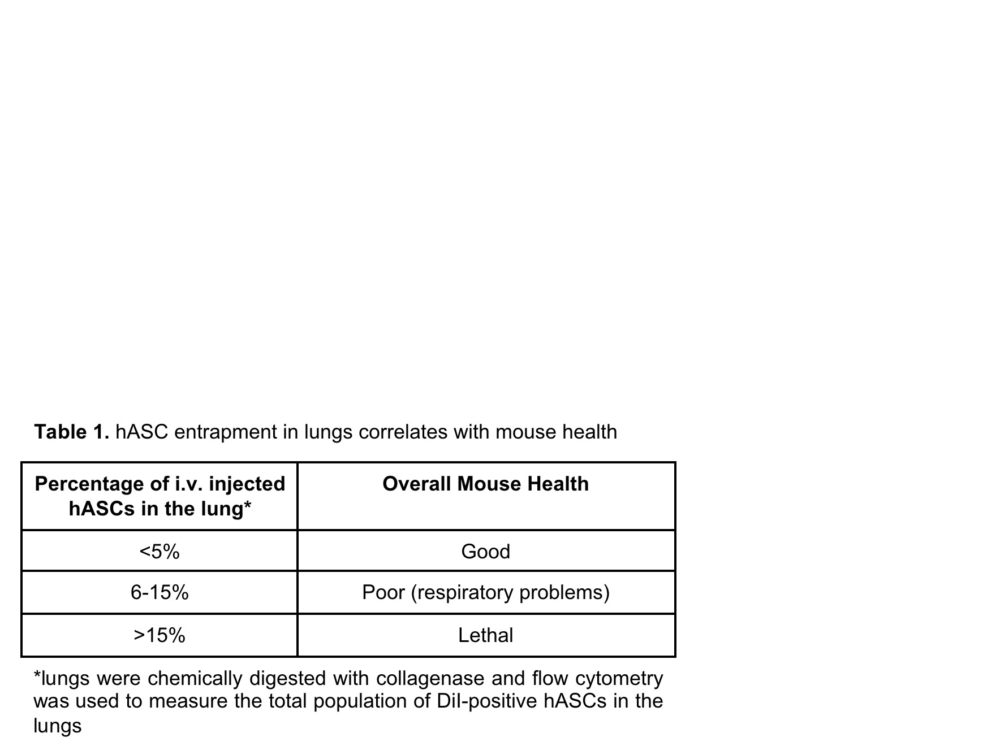 Table 1. hASC entrapment in lungs correlates with mouse health
Percentage of i.v. injected
hASCs in the lung*
Overall Mouse Health
<5%
Good
6-15%
Poor (respiratory problems)
>15%
Lethal
*lungs were chemically digested with collagenase and flow cytometry
was used to measure the total population of DiI-positive hASCs in the
lungs